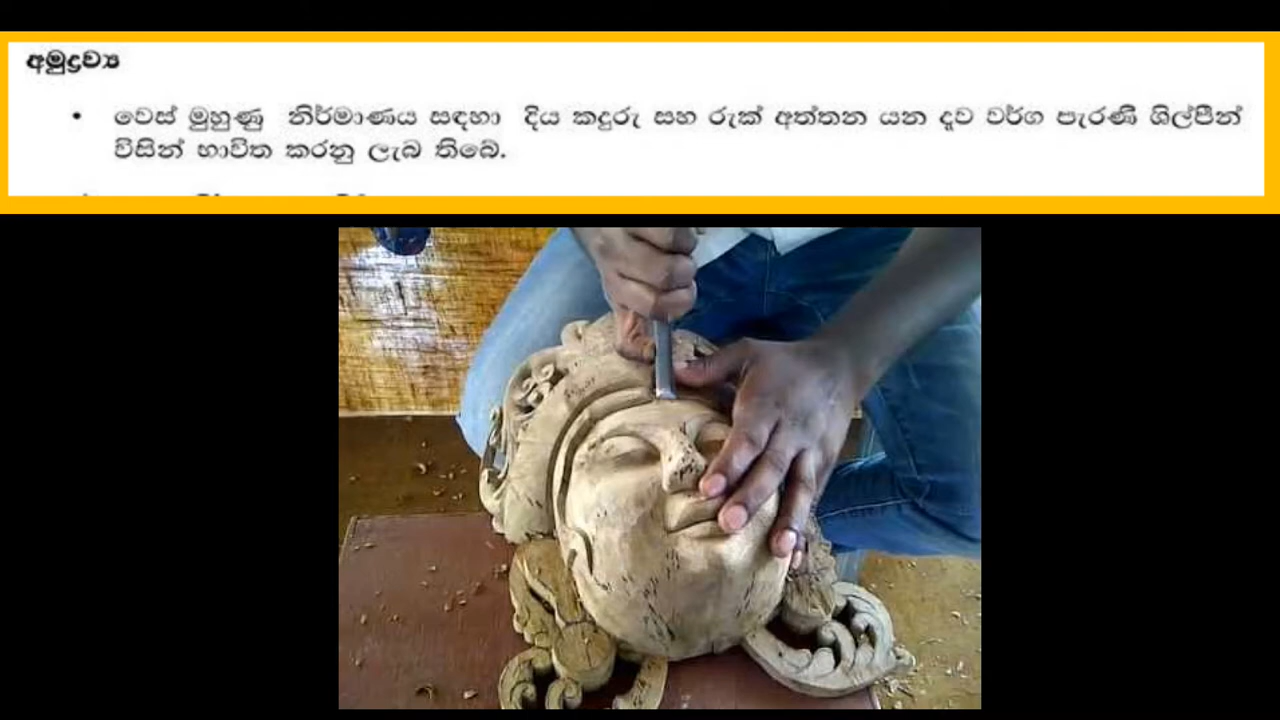 අමුද්‍රව්‍ය
• වෙස් මුහුණු නිර්මාණය සඳහා දිය කදුරු සහ රුක් අත්තන යන දුව වර්ග පැරණි ශිල්පීන්
විසින් භාවිත කරනු ලැබ තිබේ.